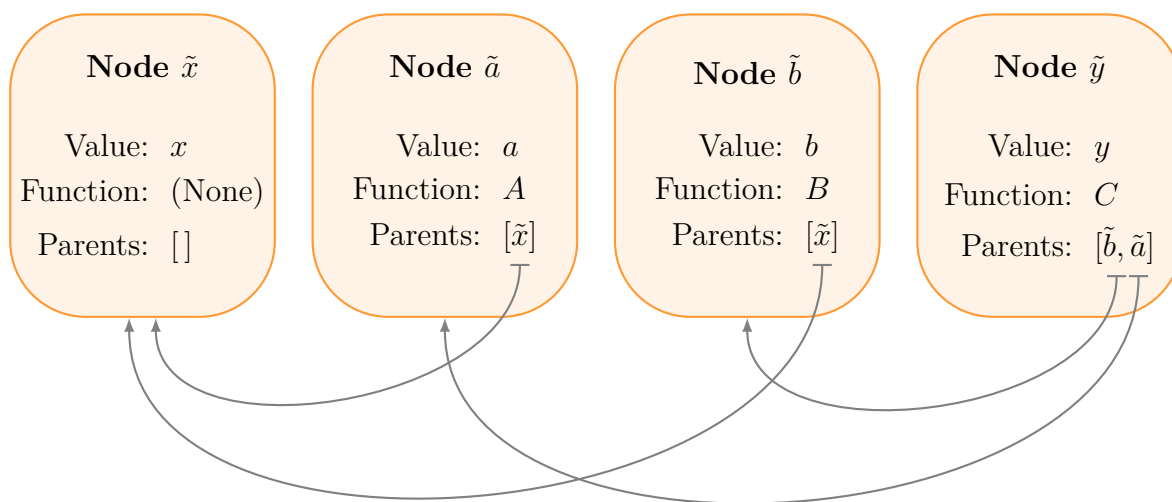 Node x̃
Value: x
Function: (None)
Parents: [ ]
Node ã
Value: a
Function: A
Parents: [x̃]
Node b̃
Value: b
Function: B
Parents: [x̃]
Node ỹ
Value: y
Function: C
Parents: [b̃, ã]